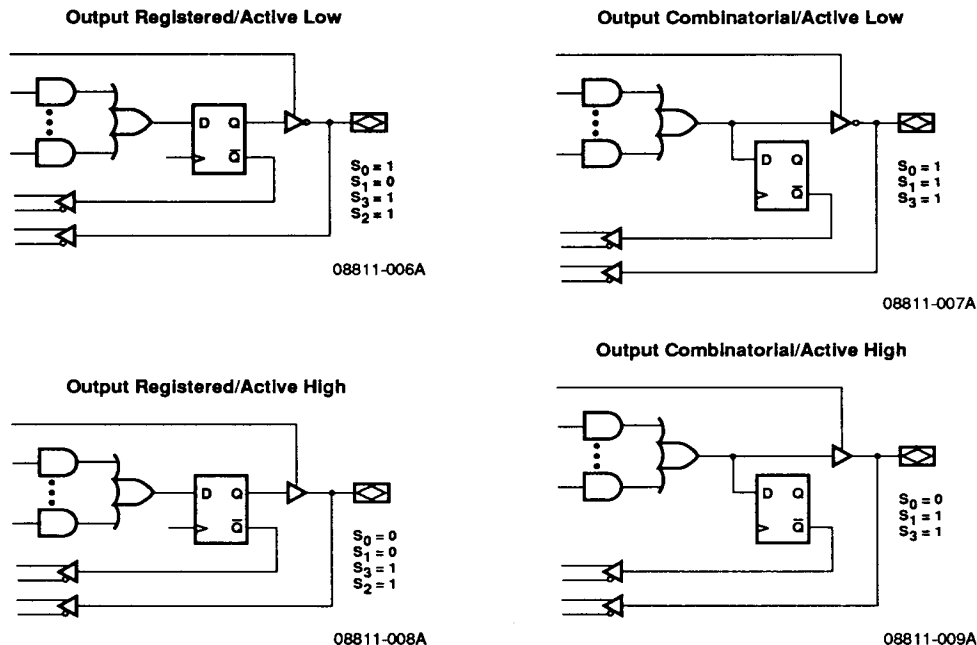 Output Registered/Active Low
D Q
Q̅
S0 = 1
S1 = 0
S3 = 1
S2 = 1
08811-006A
Output Combinatorial/Active Low
D Q
Q̅
S0 = 1
S1 = 1
S3 = 1
08811-007A
Output Registered/Active High
D Q
Q̅
S0 = 0
S1 = 0
S3 = 1
S2 = 1
08811-008A
Output Combinatorial/Active High
D Q
Q̅
S0 = 0
S1 = 1
S3 = 1
08811-009A